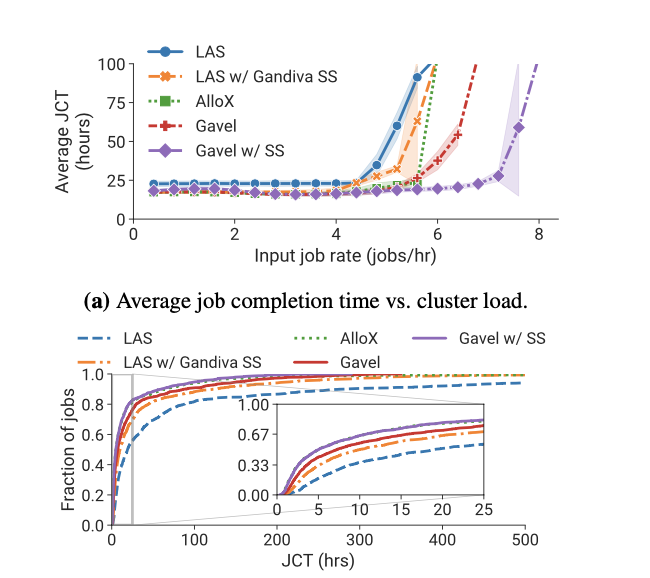 LAS
LAS w/ Gandiva SS
AlloX
Gavel
Gavel w/ SS
100
75
50
25
0
Average JCT
(hours)
0 2 4 6 8
Input job rate (jobs/hr)
(a) Average job completion time vs. cluster load.
LAS AlloX Gavel w/ SS
LAS w/ Gandiva SS Gavel
1.0
0.8
0.6
0.4
0.2
0.0
Fraction of jobs
1.00
0.67
0.33
0.00
0 5 10 15 20 25
0 100 200 300 400 500
JCT (hrs)